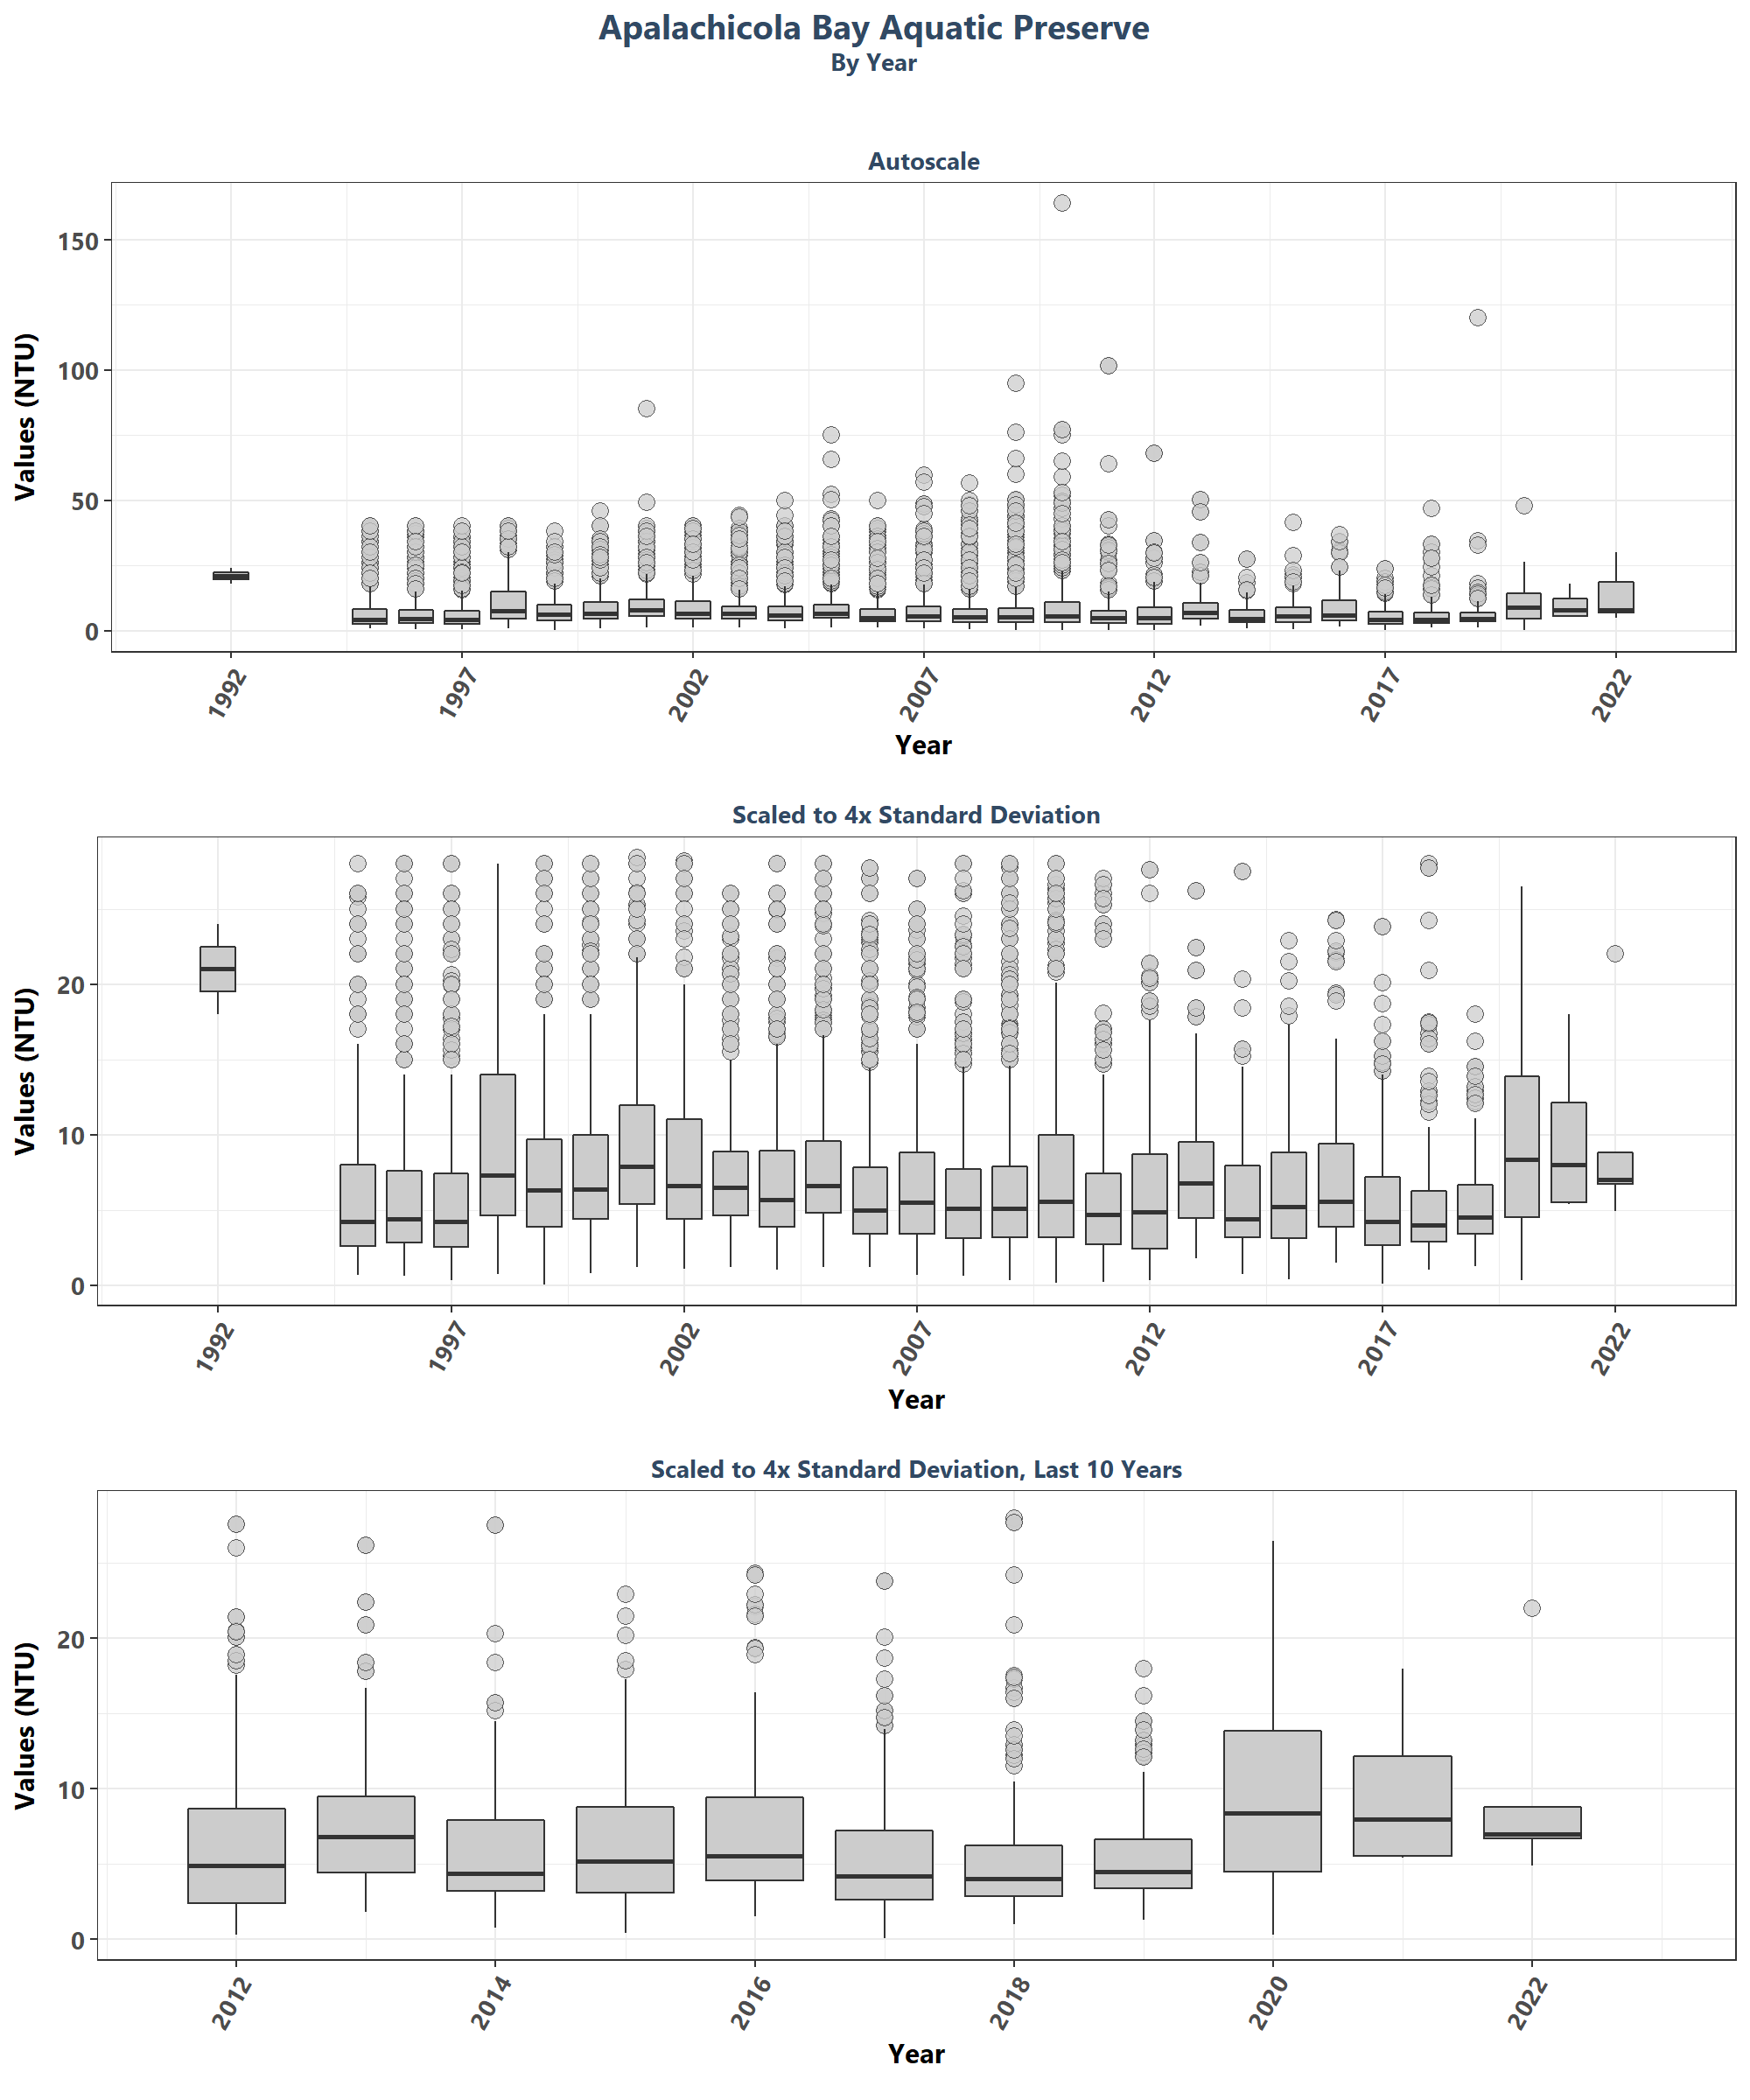 Apalachicola Bay Aquatic Preserve
By Year
Autoscale
Values (NTU)
150
100
50
0
1992
1997
2002
2007
2012
2017
2022
Year
Scaled to 4x Standard Deviation
Values (NTU)
20
10
0
1992
1997
2002
2007
2012
2017
2022
Year
Scaled to 4x Standard Deviation, Last 10 Years
Values (NTU)
20
10
0
2012
2014
2016
2018
2020
2022
Year